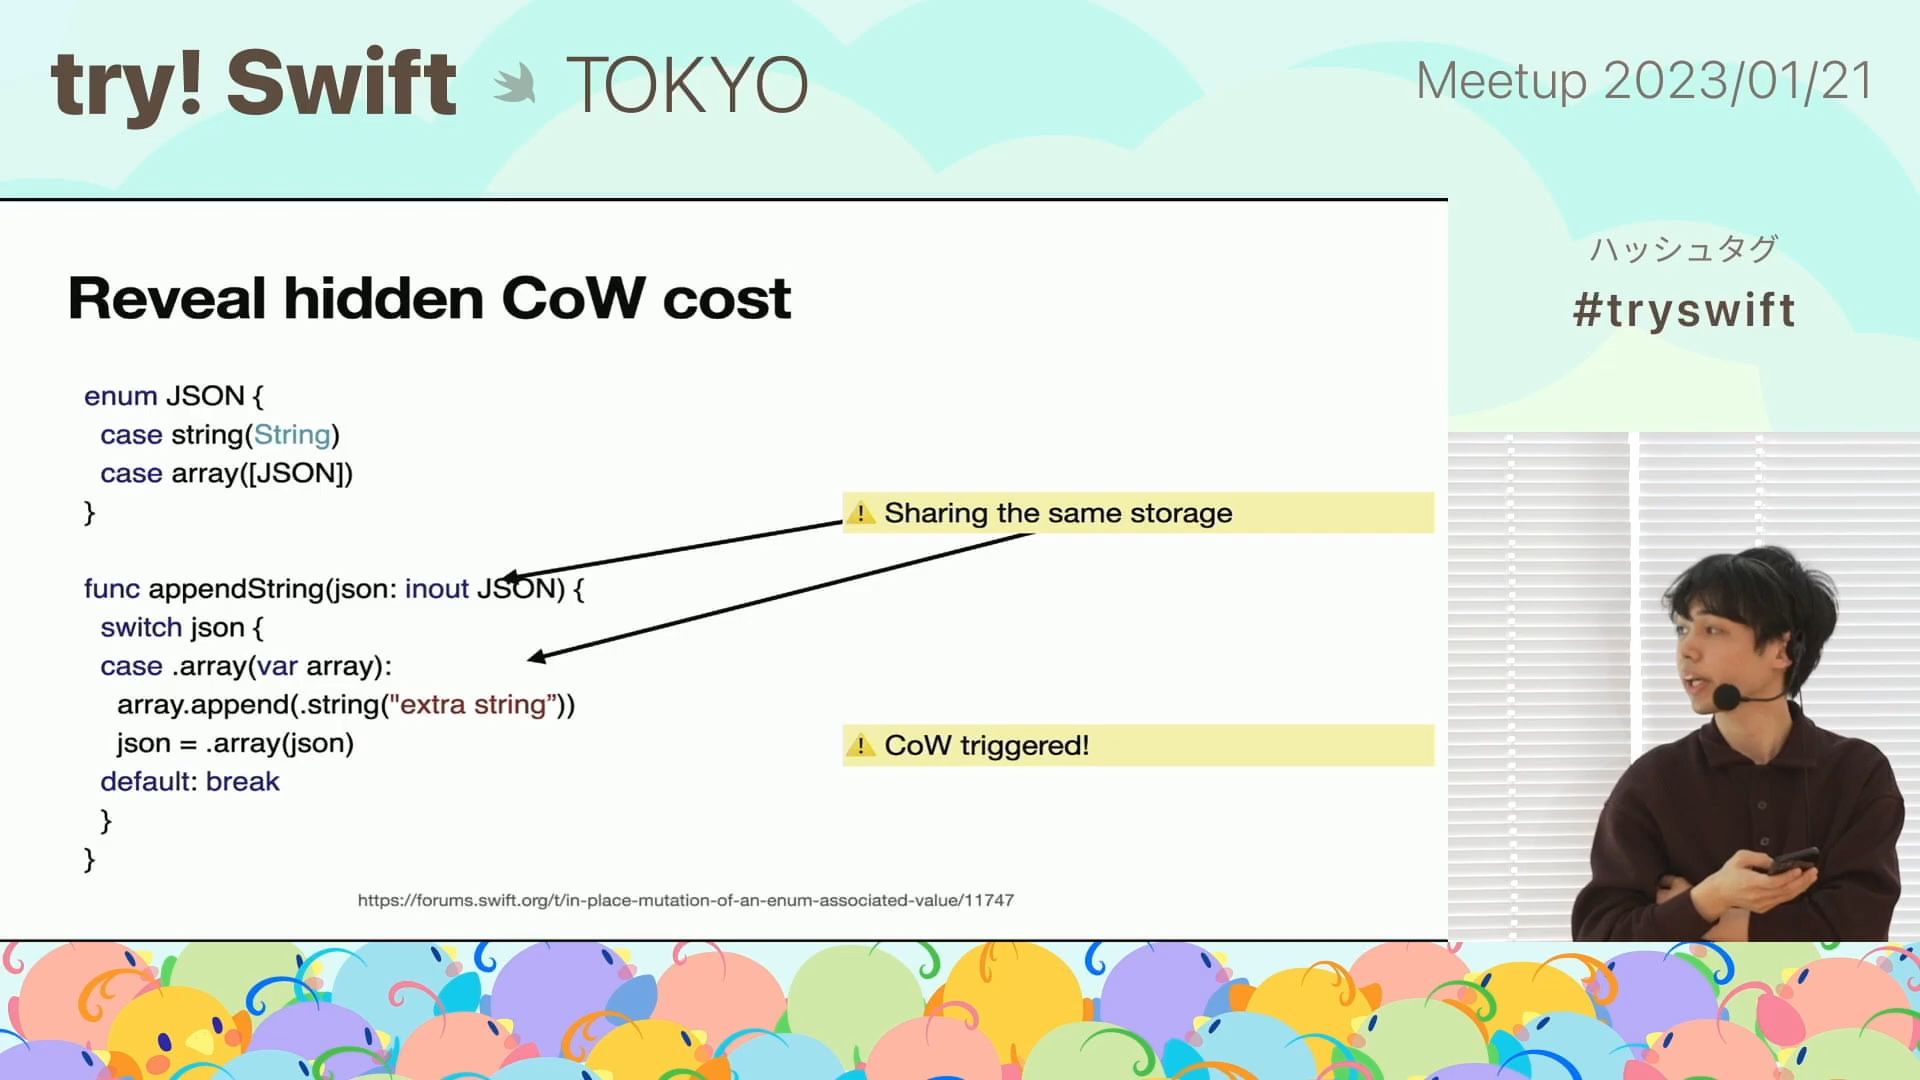 try! Swift TOKYO
Meetup 2023/01/21
ハッシュタグ
#tryswift
Reveal hidden CoW cost
enum JSON {
case string(String)
case array([JSON])
}
⚠ Sharing the same storage
func appendString(json: inout JSON) {
switch json {
case .array(var array):
array.append(.string("extra string”))
json = .array(json)
⚠ CoW triggered!
default: break
}
}
https://forums.swift.org/t/in-place-mutation-of-an-enum-associated-value/11747